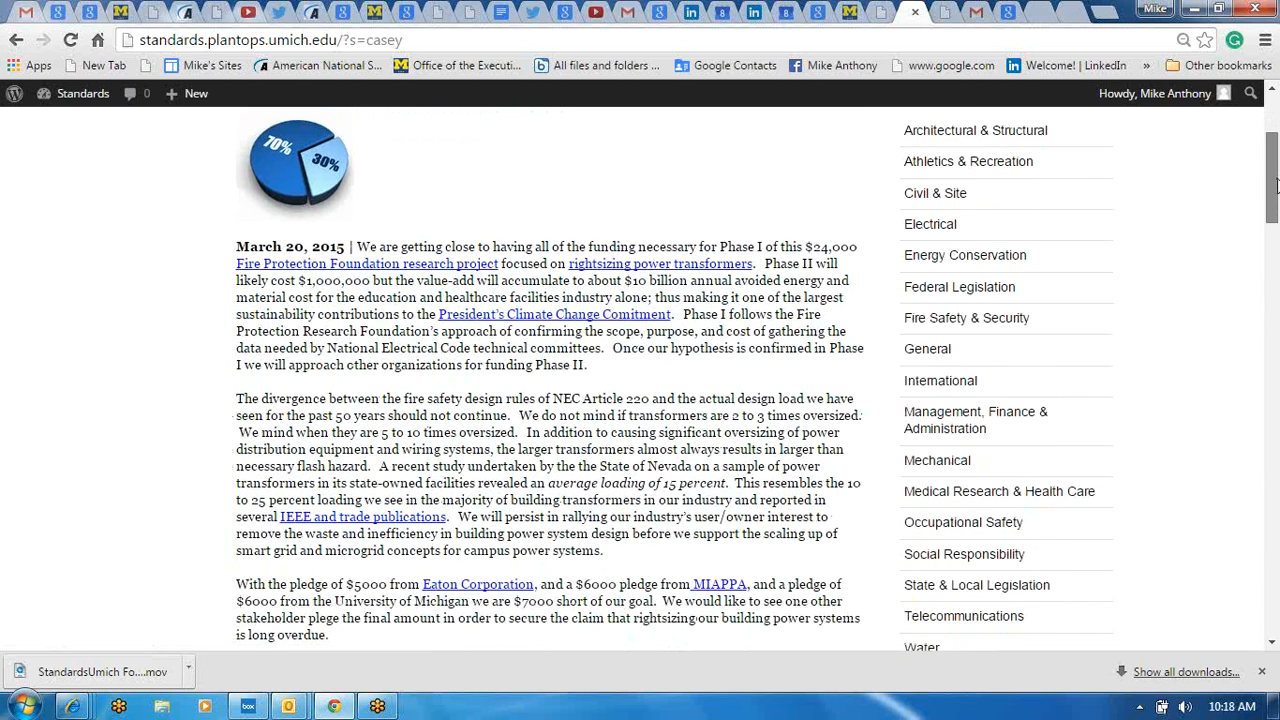 Mike
standards.plantops.umich.edu/?s=casey
Apps New Tab Mike's Sites American National S... Office of the Executi... All files and folders ... Google Contacts Mike Anthony www.google.com Welcome! | LinkedIn » Other bookmarks
Standards 0 + New Howdy, Mike Anthony
70% 30%
March 20, 2015 | We are getting close to having all of the funding necessary for Phase I of this $24,000
Fire Protection Foundation research project focused on rightsizing power transformers. Phase II will
likely cost $1,000,000 but the value-add will accumulate to about $10 billion annual avoided energy and
material cost for the education and healthcare facilities industry alone; thus making it one of the largest
sustainability contributions to the President's Climate Change Comitment. Phase I follows the Fire
Protection Research Foundation's approach of confirming the scope, purpose, and cost of gathering the
data needed by National Electrical Code technical committees. Once our hypothesis is confirmed in Phase
I we will approach other organizations for funding Phase II.
The divergence between the fire safety design rules of NEC Article 220 and the actual design load we have
seen for the past 50 years should not continue. We do not mind if transformers are 2 to 3 times oversized.
We mind when they are 5 to 10 times oversized. In addition to causing significant oversizing of power
distribution equipment and wiring systems, the larger transformers almost always results in larger than
necessary flash hazard. A recent study undertaken by the the State of Nevada on a sample of power
transformers in its state-owned facilities revealed an average loading of 15 percent. This resembles the 10
to 25 percent loading we see in the majority of building transformers in our industry and reported in
several IEEE and trade publications. We will persist in rallying our industry's user/owner interest to
remove the waste and inefficiency in building power system design before we support the scaling up of
smart grid and microgrid concepts for campus power systems.
With the pledge of $5000 from Eaton Corporation, and a $6000 pledge from MIAPPA, and a pledge of
$6000 from the University of Michigan we are $7000 short of our goal. We would like to see one other
stakeholder plege the final amount in order to secure the claim that rightsizing our building power systems
is long overdue.
Architectural & Structural
Athletics & Recreation
Civil & Site
Electrical
Energy Conservation
Federal Legislation
Fire Safety & Security
General
International
Management, Finance &
Administration
Mechanical
Medical Research & Health Care
Occupational Safety
Social Responsibility
State & Local Legislation
Telecommunications
Water
StandardsUmich Fo....mov Show all downloads...
box 10:18 AM